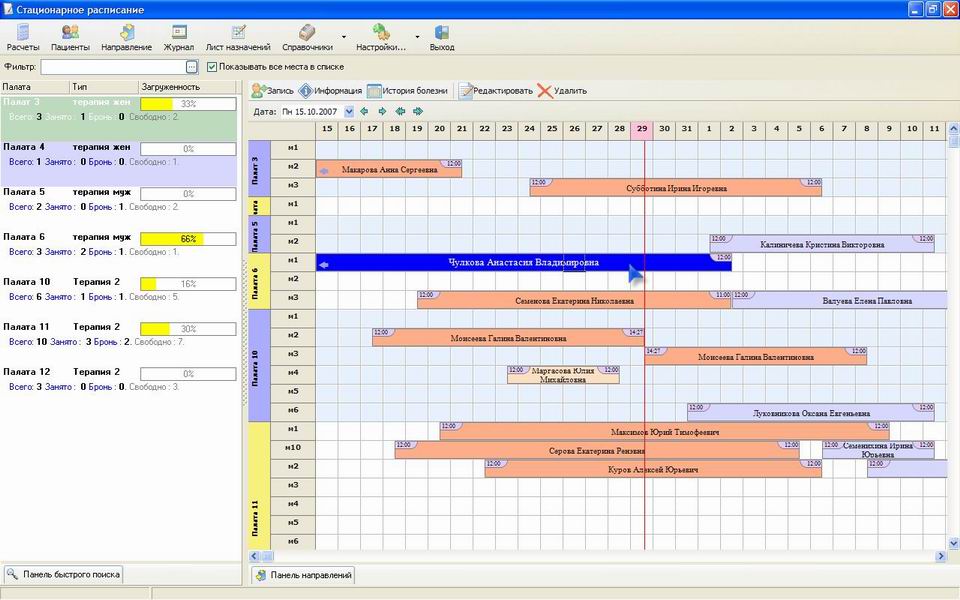 Стационарное расписание
Расчеты Пациенты Направление Журнал Лист назначений Справочники Настройки... Выход
Фильтр: Показывать все места в списке
Палата Тип Загруженность
Палат 3 терапия жен 33%
Всего: 3 Занято : 1 Бронь : 0 Свободно : 2.
Палата 4 терапия жен 0%
Всего: 1 Занято : 0 Бронь : 0. Свободно : 1.
Палата 5 терапия муж 0%
Всего: 2 Занято : 0 Бронь : 1. Свободно : 2.
Палата 6 терапия муж 66%
Всего: 3 Занято : 2 Бронь : 1. Свободно : 1.
Палата 10 Терапия 2 16%
Всего: 6 Занято : 1 Бронь : 1. Свободно : 5.
Палата 11 Терапия 2 30%
Всего: 10 Занято : 3 Бронь : 2. Свободно : 7.
Палата 12 Терапия 2 0%
Всего: 3 Занято : 0 Бронь : 0. Свободно : 3.
Панель быстрого поиска
Запись Информация История болезни Редактировать Удалить
Дата: Пн 15.10.2007
15 16 17 18 19 20 21 22 23 24 25 26 27 28 29 30 31 1 2 3 4 5 6 7 8 9 10 11
Палат 3
м1
м2 Макарова Анна Сергеевна 12:00
м3 12:00 Субботина Ирина Игоревна 12:00
м1
Палата 5
м1
м2 12:00 Калиничева Кристина Викторовна 12:00
Палата 6
м1 Чулкова Анастасия Владимировна 12:00
м2
м3 12:00 Семенова Екатерина Николаевна 11:00 12:00 Валуева Елена Павловна
Палата 10
м1
м2 12:00 Моисеева Галина Валентиновна 14:27
м3 14:27 Моисеева Галина Валентиновна 12:00
м4 12:00 Маргасова Юлия Михайловна 12:00
м5
м6 12:00 Луковникова Оксана Евгеньевна 12:00
Палата 11
м1 12:00 Максимов Юрий Тимофеевич 12:00
м10 12:00 Серова Екатерина Ренэвна 12:00 12:00 Семенихина Ирина Юрьевна 12:00
м2 12:00 Куров Алексей Юрьевич 12:00 12:00
м3
м4
м5
м6
Панель направлений